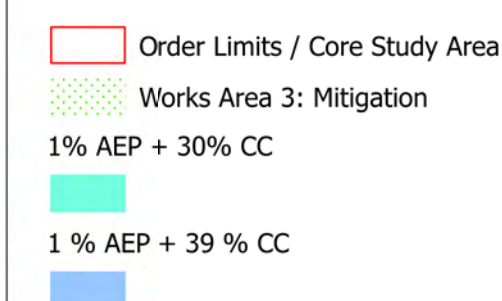 Order Limits / Core Study Area
Works Area 3: Mitigation
1% AEP + 30% CC
1 % AEP + 39 % CC